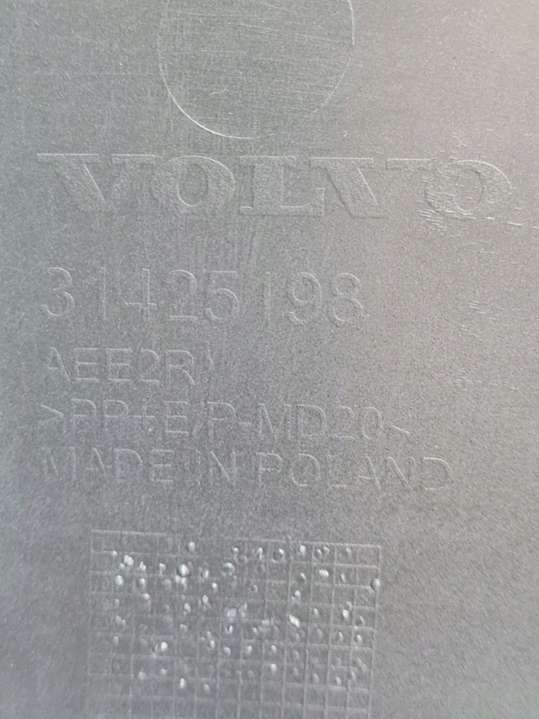 VOLVO
31425198
AEE2R
>PP+E/P-MD20<
MADE IN POLAND